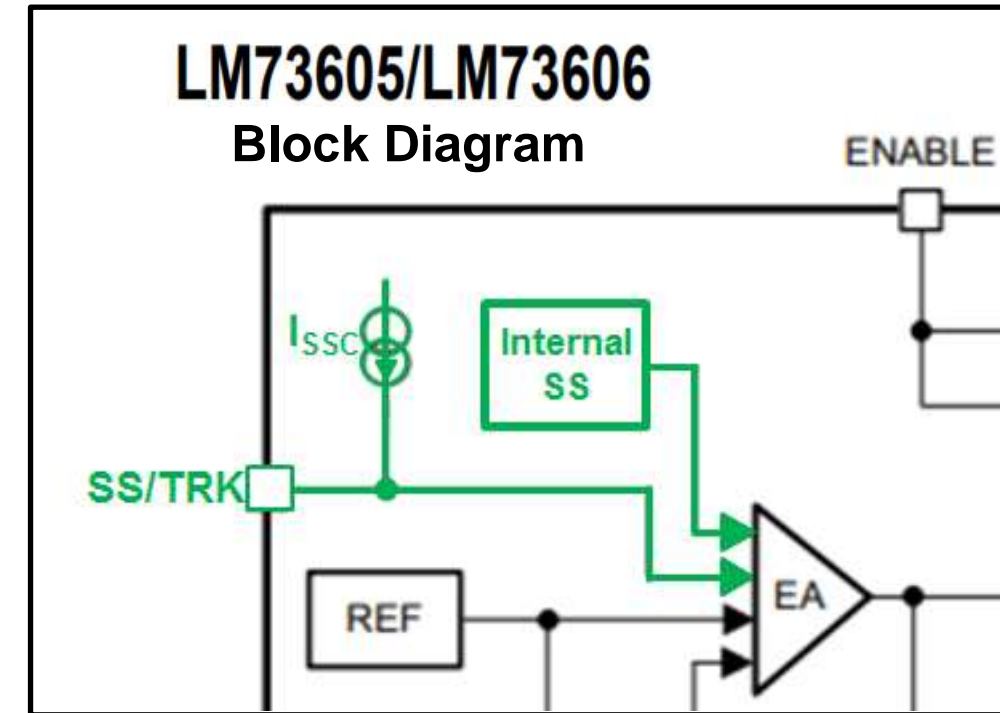 LM73605/LM73606
Block Diagram
ENABLE
ISSC
Internal
SS
SS/TRK
EA
REF